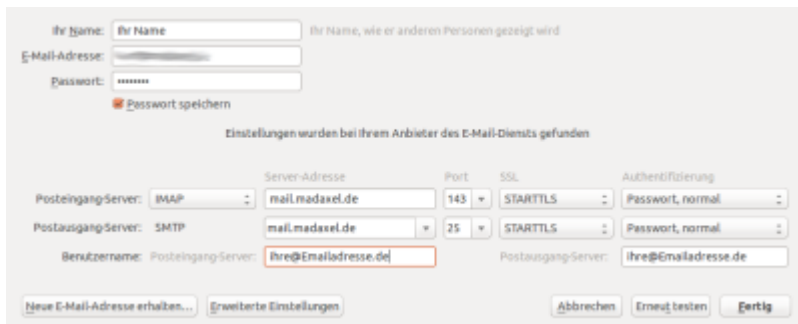 Ihr Name: Ihr Name Ihr Name, wie er anderen Personen gezeigt wird
E-Mail-Adresse:
Passwort: ••••••••
Passwort speichern
Einstellungen wurden bei Ihrem Anbieter des E-Mail-Diensts gefunden
Server-Adresse Port SSL Authentifizierung
Posteingang-Server: IMAP mail.madaxel.de 143 STARTTLS Passwort, normal
Postausgang-Server: SMTP mail.madaxel.de 25 STARTTLS Passwort, normal
Benutzername: Posteingang-Server: Ihre@Emailadresse.de Postausgang-Server: Ihre@Emailadresse.de
Neue E-Mail-Adresse erhalten... Erweiterte Einstellungen Abbrechen Erneut testen Fertig